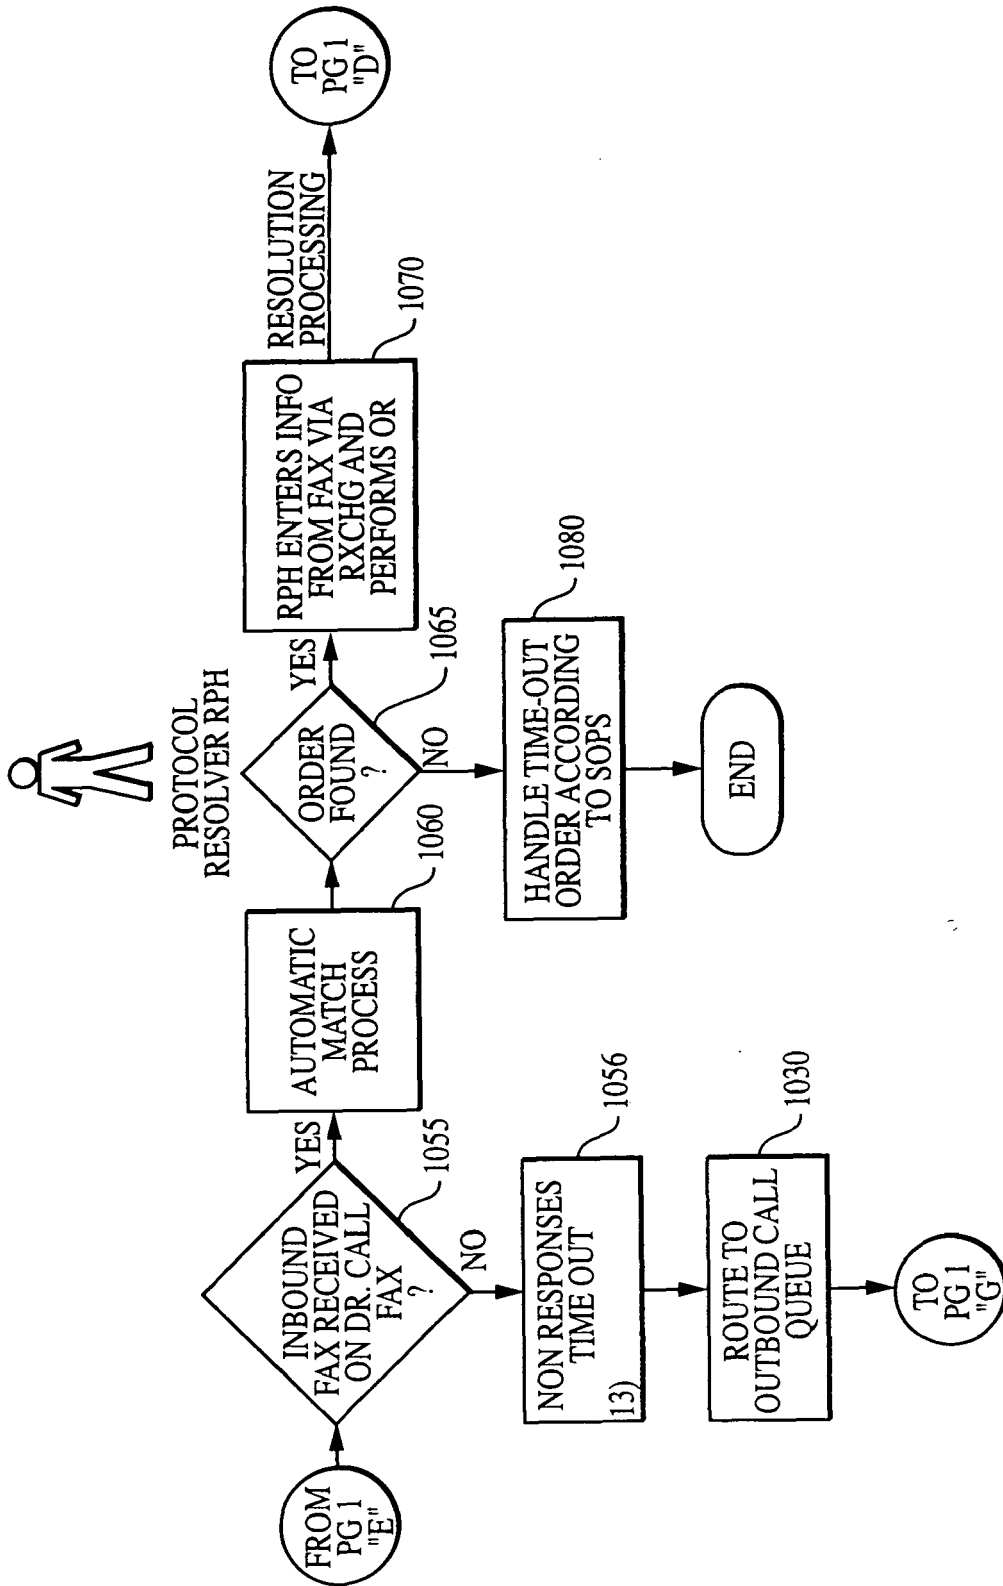 FROM
PG 1
"E"
INBOUND
FAX RECEIVED
ON DR. CALL
FAX
?
1055
YES
NO
NON RESPONSES
TIME OUT
13)
1056
ROUTE TO
OUTBOUND CALL
QUEUE
1030
TO
PG 1
"G"
AUTOMATIC
MATCH
PROCESS
1060
PROTOCOL
RESOLVER RPH
ORDER
FOUND
?
1065
YES
NO
HANDLE TIME-OUT
ORDER ACCORDING
TO SOPS
1080
END
RPH ENTERS INFO
FROM FAX VIA
RXCHG AND
PERFORMS OR
1070
RESOLUTION
PROCESSING
TO
PG 1
"D"